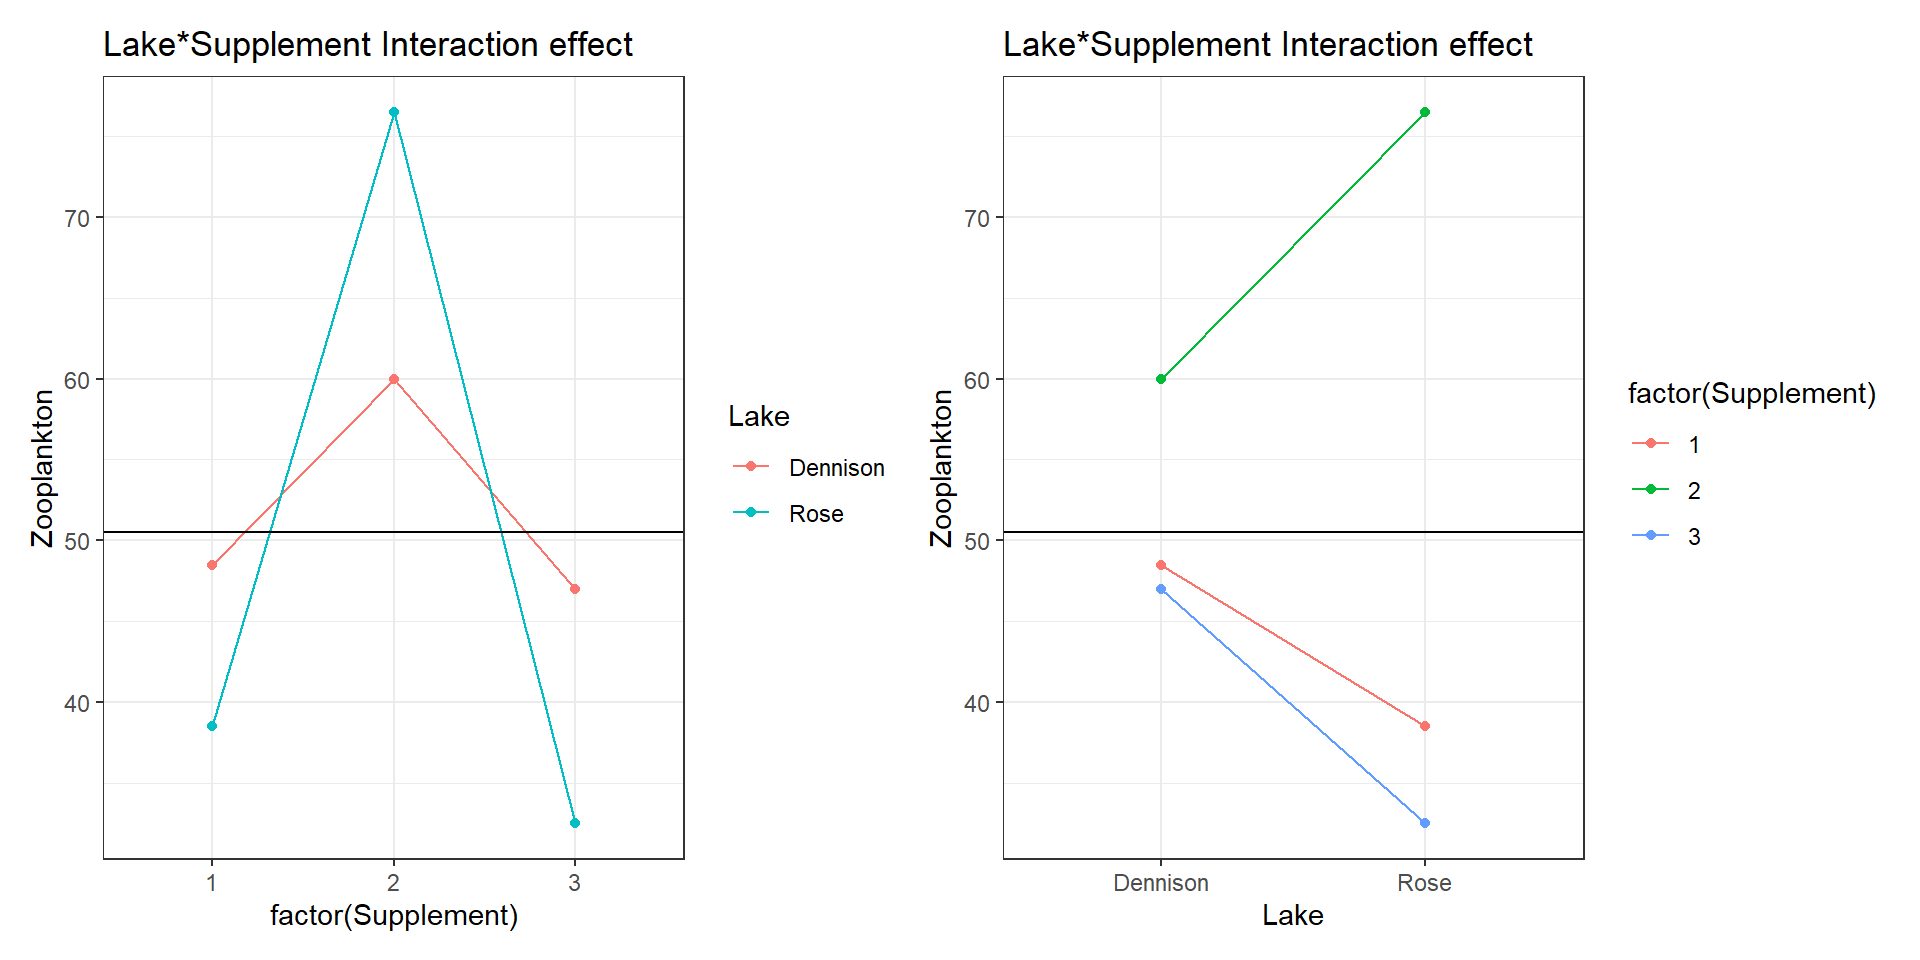 Lake*Supplement Interaction effect
Zooplankton
70
60
50
40
1 2 3
factor(Supplement)
Lake
Dennison
Rose
Lake*Supplement Interaction effect
Zooplankton
70
60
50
40
Dennison Rose
Lake
factor(Supplement)
1
2
3